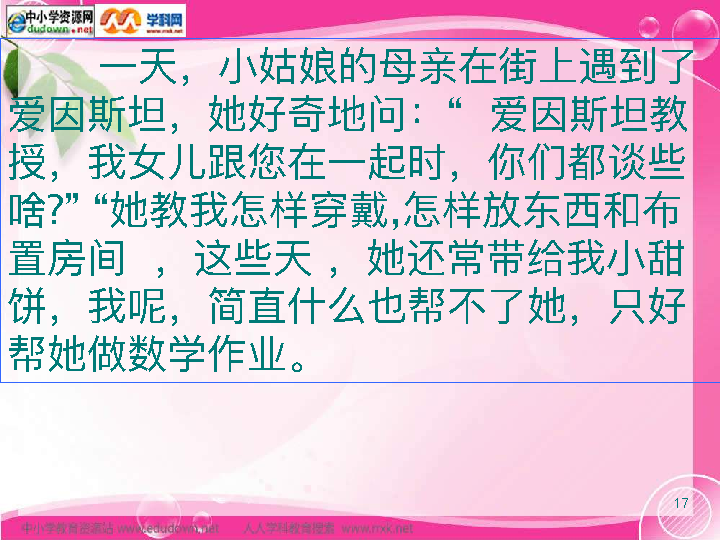 中小学资源网
dudown.net
学科网
www.nxk.net
一天，小姑娘的母亲在街上遇到了
爱因斯坦，她好奇地问：“ 爱因斯坦教
授，我女儿跟您在一起时，你们都谈些
啥?” “她教我怎样穿戴,怎样放东西和布
置房间 ，这些天 ，她还常带给我小甜
饼，我呢，简直什么也帮不了她，只好
帮她做数学作业。
17
中小学教育资源站 www.edudown.net 人人学科教育搜索 www.nxk.net